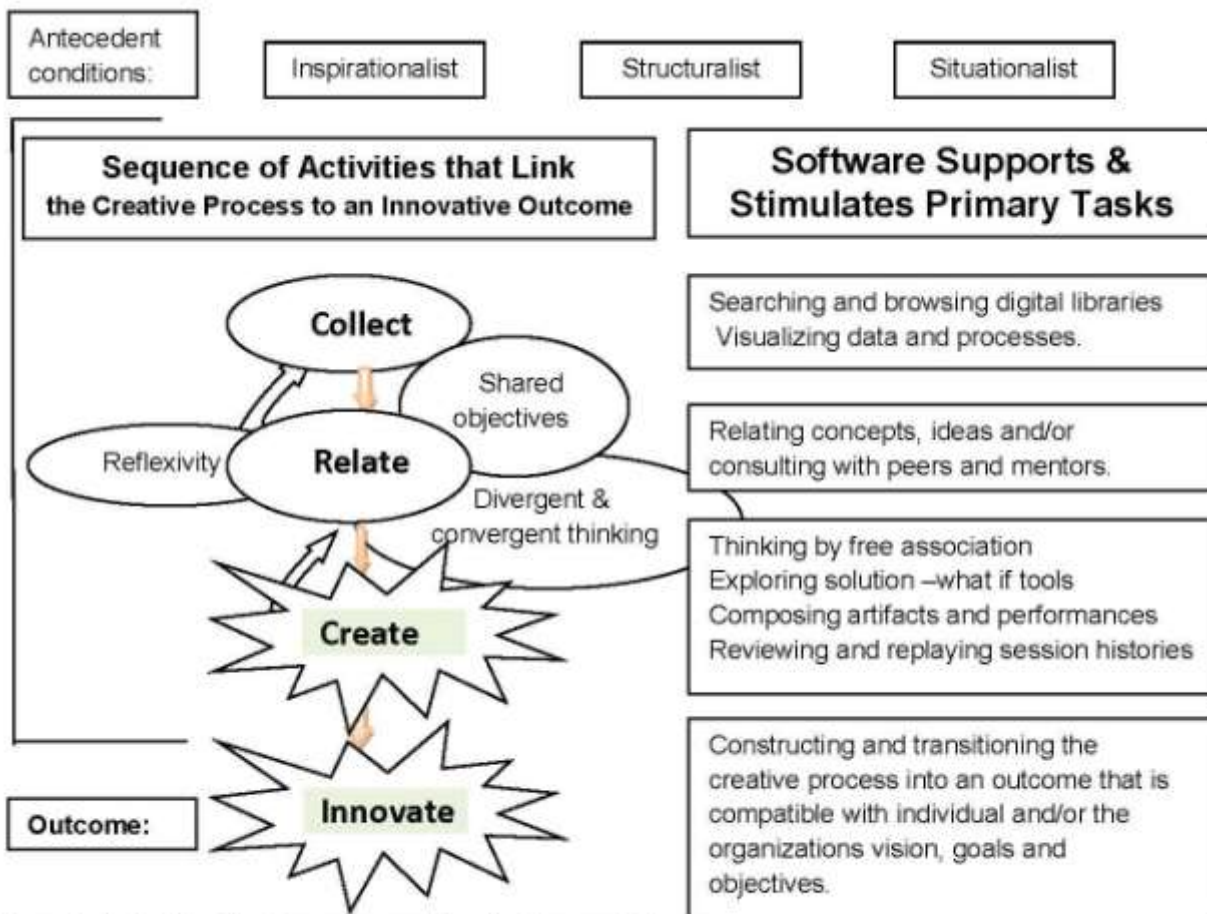 Antecedent
conditions:
Inspirationalist
Structuralist
Situationalist
Sequence of Activities that Link
the Creative Process to an Innovative Outcome
Software Supports &
Stimulates Primary Tasks
Collect
Shared
objectives
Reflexivity
Relate
Divergent &
convergent thinking
Create
Innovate
Outcome:
Searching and browsing digital libraries
Visualizing data and processes.
Relating concepts, ideas and/or
consulting with peers and mentors.
Thinking by free association
Exploring solution –what if tools
Composing artifacts and performances
Reviewing and replaying session histories
Constructing and transitioning the
creative process into an outcome that is
compatible with individual and/or the
organizations vision, goals and
objectives.